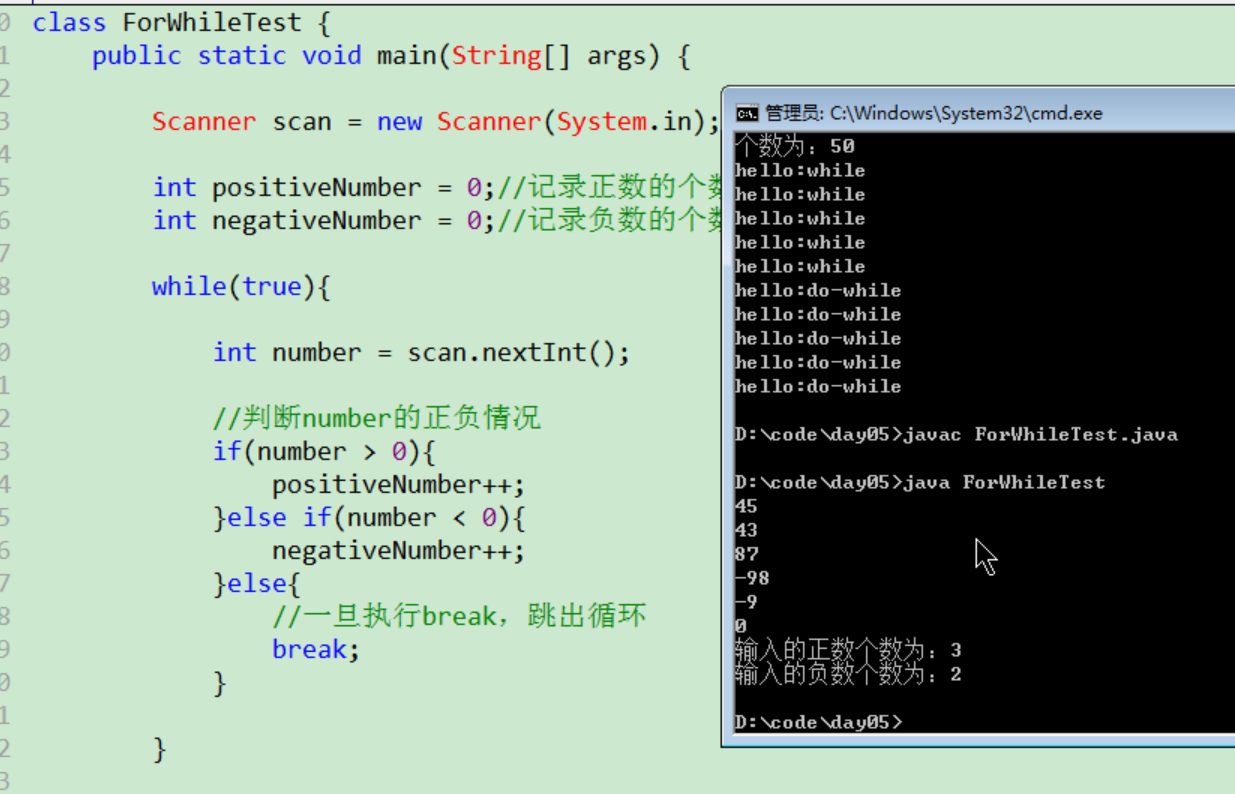 0 class ForWhileTest {
1 public static void main(String[] args) {
2
3 Scanner scan = new Scanner(System.in);
4
5 int positiveNumber = 0;//记录正数的个数
6 int negativeNumber = 0;//记录负数的个数
7
8 while(true){
9
0 int number = scan.nextInt();
1
2 //判断number的正负情况
3 if(number > 0){
4 positiveNumber++;
5 }else if(number < 0){
6 negativeNumber++;
7 }else{
8 //一旦执行break，跳出循环
9 break;
0 }
1
2 }
3
管理员: C:\Windows\System32\cmd.exe
个数为：50
hello:while
hello:while
hello:while
hello:while
hello:while
hello:do-while
hello:do-while
hello:do-while
hello:do-while
hello:do-while
D:\code\day05>javac ForWhileTest.java
D:\code\day05>java ForWhileTest
45
43
87
-98
-9
0
输入的正数个数为：3
输入的负数个数为：2
D:\code\day05>